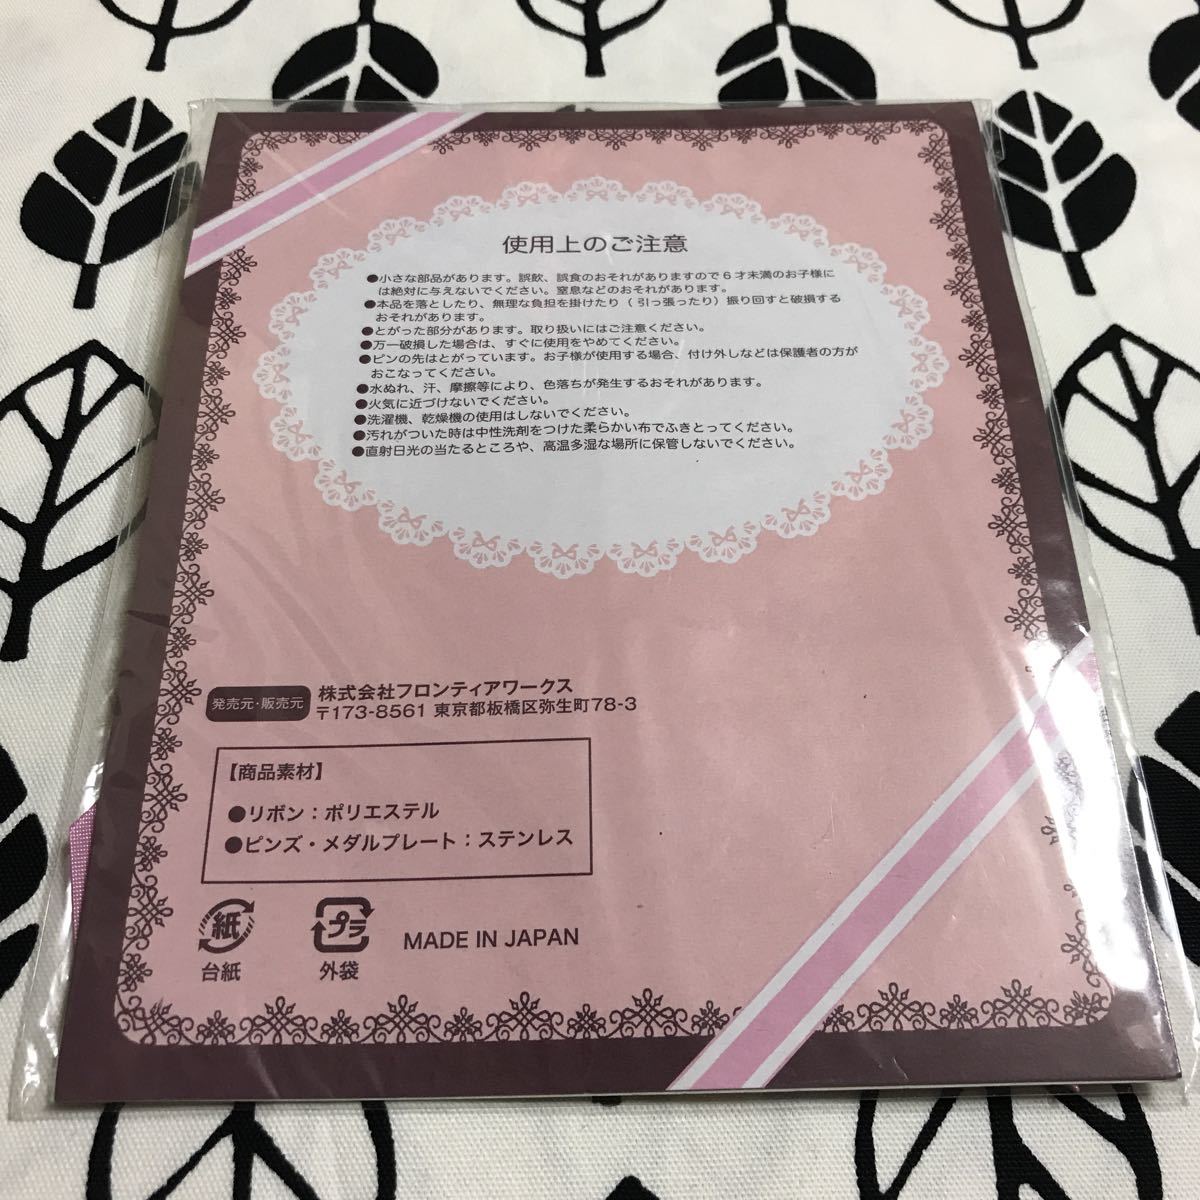 使用上のご注意
●小さな部品があります。誤飲、誤食のおそれがありますので6才未満のお子様に
は絶対に与えないでください。窒息などのおそれがあります。
●本品を落としたり、無理な負担を掛けたり(引っ張ったり)振り回すと破損する
おそれがあります。
●とがった部分があります。取り扱いにはご注意ください。
●万一破損した場合は、すぐに使用をやめてください。
●ピンの先はとがっています。お子様が使用する場合、付け外しなどは保護者の方が
おこなってください。
●水ぬれ、汗、摩擦等により、色落ちが発生するおそれがあります。
●火気に近づけないでください。
●洗濯機、乾燥機の使用はしないでください。
●汚れがついた時は中性洗剤をつけた柔らかい布でふきとってください。
●直射日光の当たるところや、高温多湿な場所に保管しないでください。
発売元・販売元 株式会社フロンティアワークス
〒173-8561 東京都板橋区弥生町78-3
【商品素材】
●リボン：ポリエステル
●ピンズ・メダルプレート：ステンレス
紙 プラ MADE IN JAPAN
台紙 外袋